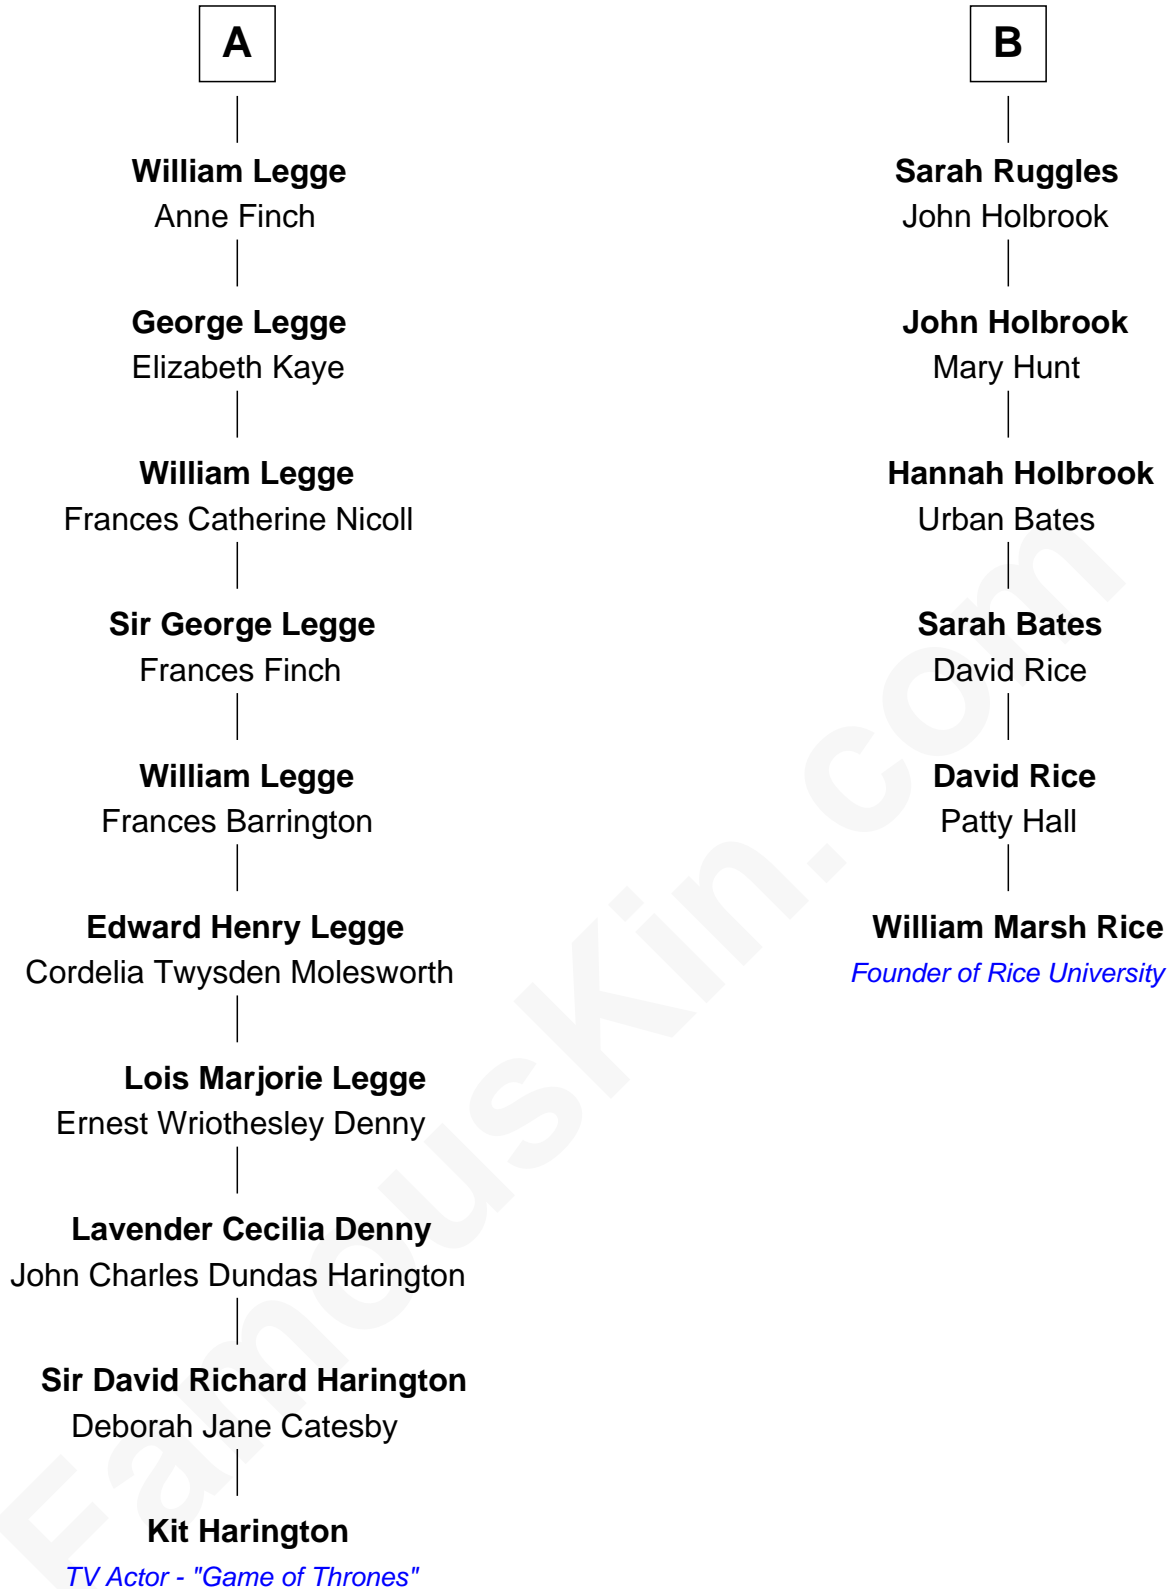 A
William Legge
Anne Finch
George Legge
Elizabeth Kaye
William Legge
Frances Catherine Nicoll
Sir George Legge
Frances Finch
William Legge
Frances Barrington
Edward Henry Legge
Cordelia Twysden Molesworth
Lois Marjorie Legge
Ernest Wriothesley Denny
Lavender Cecilia Denny
John Charles Dundas Harington
Sir David Richard Harington
Deborah Jane Catesby
Kit Harington
TV Actor - "Game of Thrones"
B
Sarah Ruggles
John Holbrook
John Holbrook
Mary Hunt
Hannah Holbrook
Urban Bates
Sarah Bates
David Rice
David Rice
Patty Hall
William Marsh Rice
Founder of Rice University
FamousKin.com